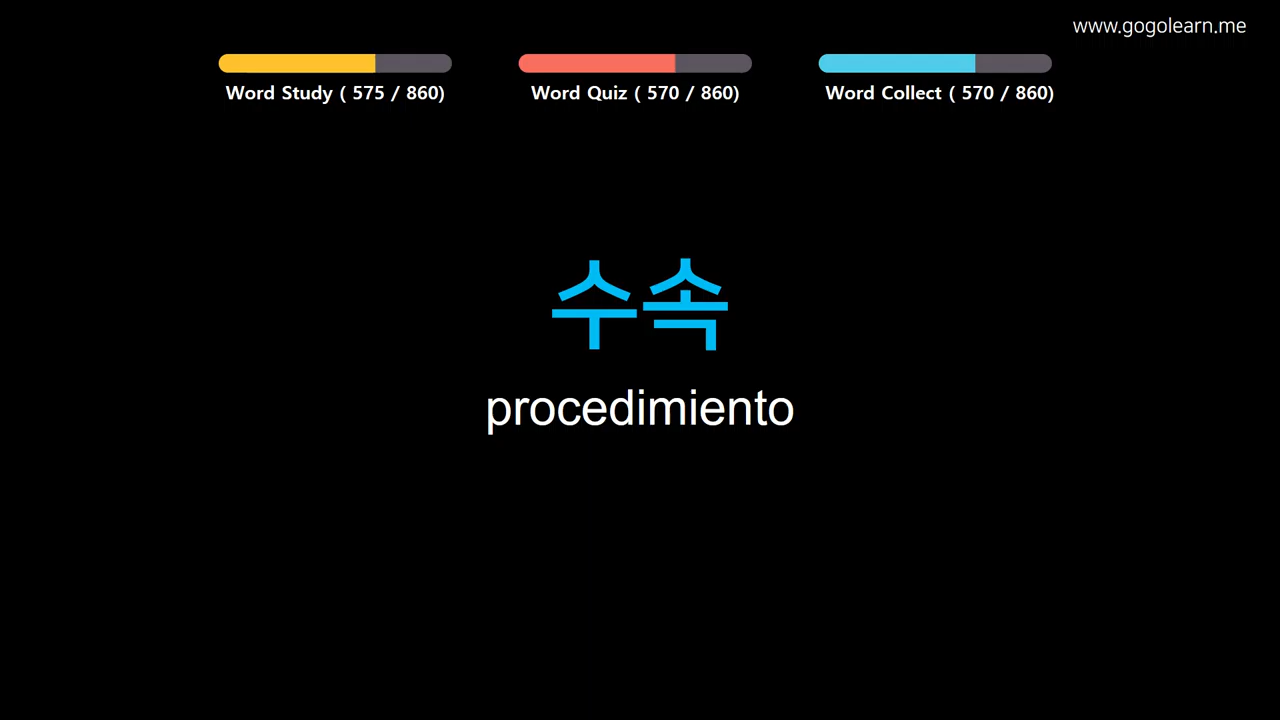 www.gogolearn.me
Word Study ( 575 / 860)
Word Quiz ( 570 / 860)
Word Collect ( 570 / 860)
수속
procedimiento